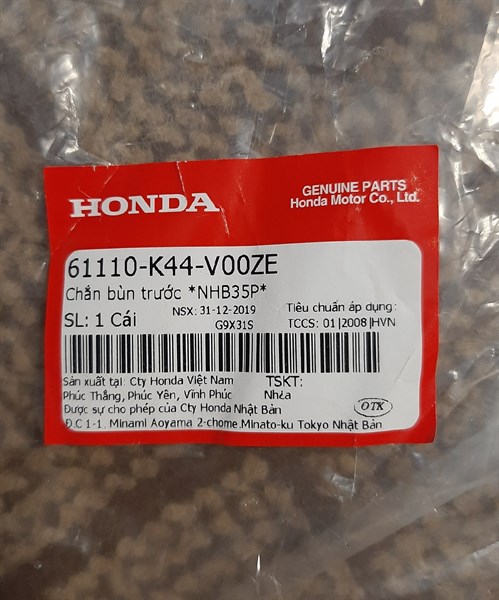 HONDA
GENUINE PARTS
Honda Motor Co., Ltd.
61110-K44-V00ZE
Chắn bùn trước *NHB35P*
SL: 1 Cái
NSX: 31-12-2019
G9X31S
Tiêu chuẩn áp dụng:
TCCS: 01|2008|HVN
Sản xuất tại: Cty Honda Việt Nam
TSKT:
Phúc Thắng, Phúc Yên, Vĩnh Phúc
Nhựa
Được sự cho phép của Cty Honda Nhật Bản
OTK
Đ.C 1-1. Minami Aoyama 2-chome.Minato-ku Tokyo Nhật Bản